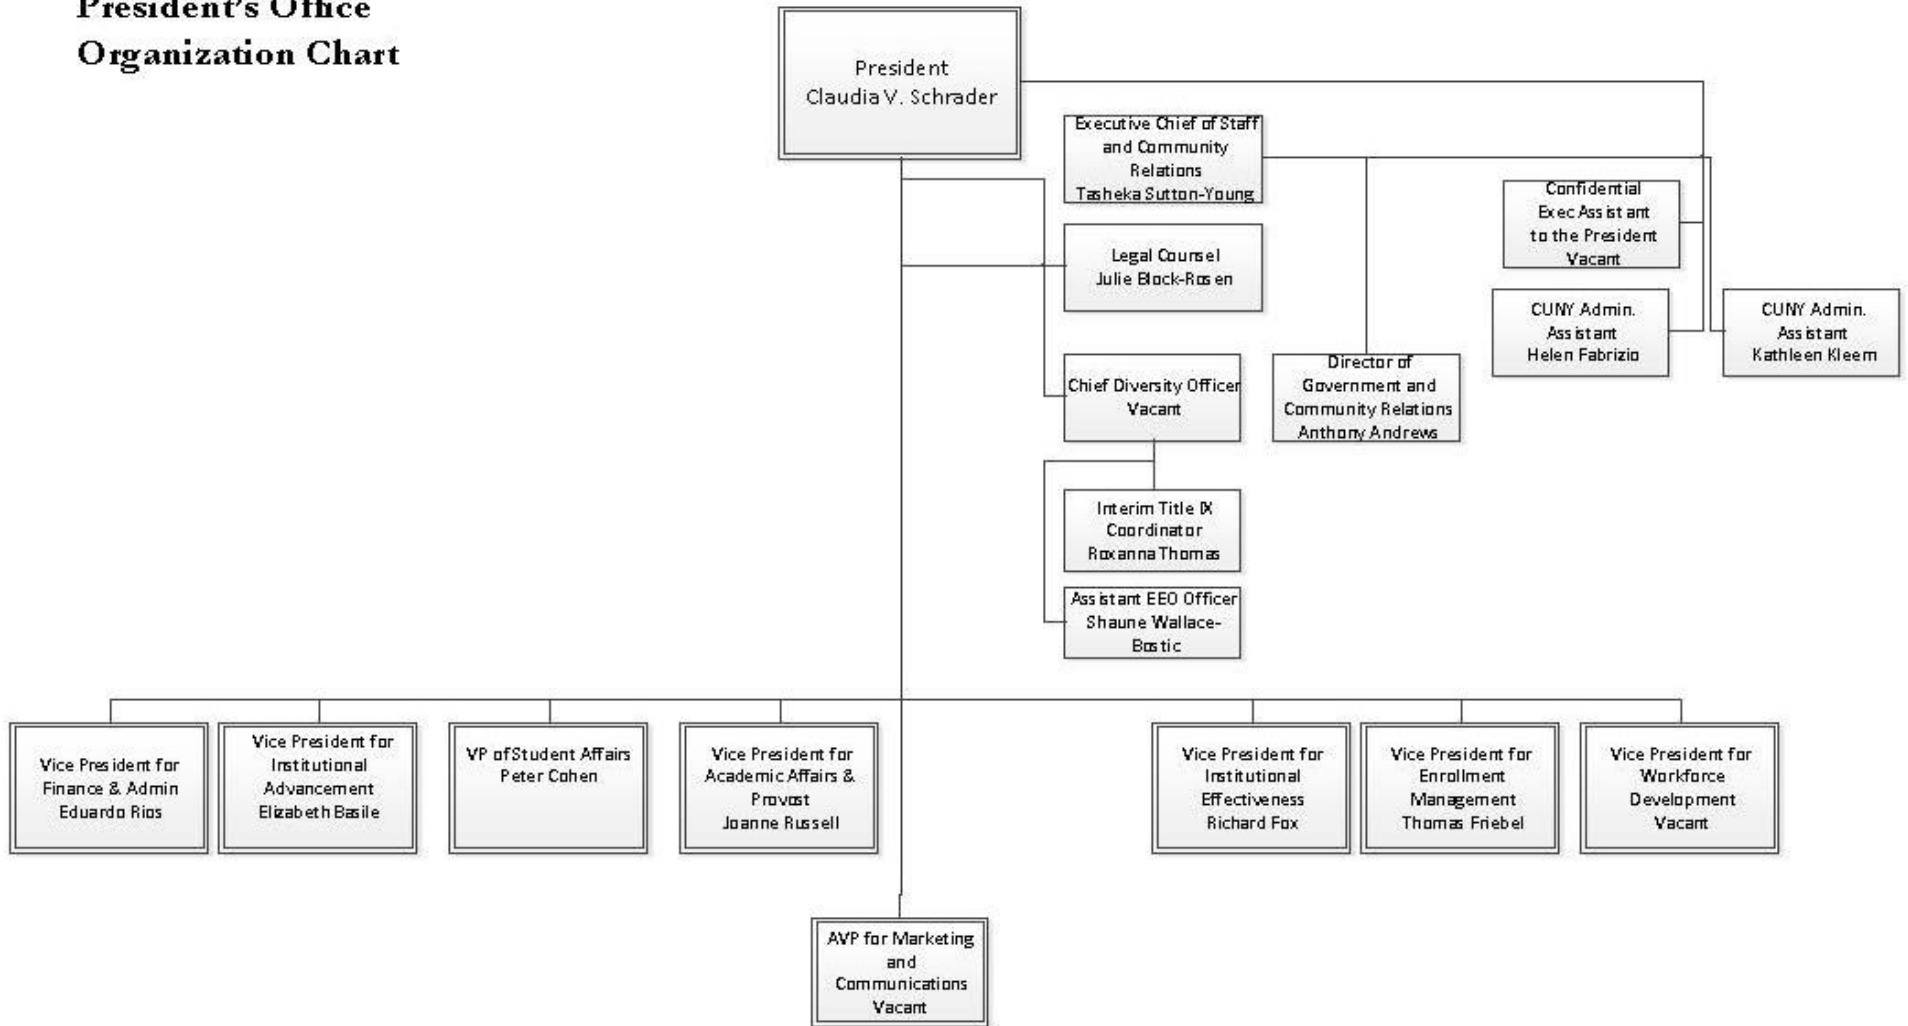 President's Office
Organization Chart
President
Claudia V. Schrader
Executive Chief of Staff
and Community
Relations
Tasheka Sutton-Young
Confidential
Exec Assistant
to the President
Vacant
Legal Counsel
Julie Block-Rosen
CUNY Admin.
Assistant
Helen Fabrizio
CUNY Admin.
Assistant
Kathleen Kleem
Chief Diversity Officer
Vacant
Director of
Government and
Community Relations
Anthony Andrews
Interim Title IX
Coordinator
Roxanna Thomas
Assistant EEO Officer
Shaune Wallace-
Bostic
Vice President for
Finance & Admin
Eduardo Rios
Vice President for
Institutional
Advancement
Elizabeth Basile
VP of Student Affairs
Peter Cohen
Vice President for
Academic Affairs &
Provost
Joanne Russell
Vice President for
Institutional
Effectiveness
Richard Fox
Vice President for
Enrollment
Management
Thomas Friebel
Vice President for
Workforce
Development
Vacant
AVP for Marketing
and
Communications
Vacant